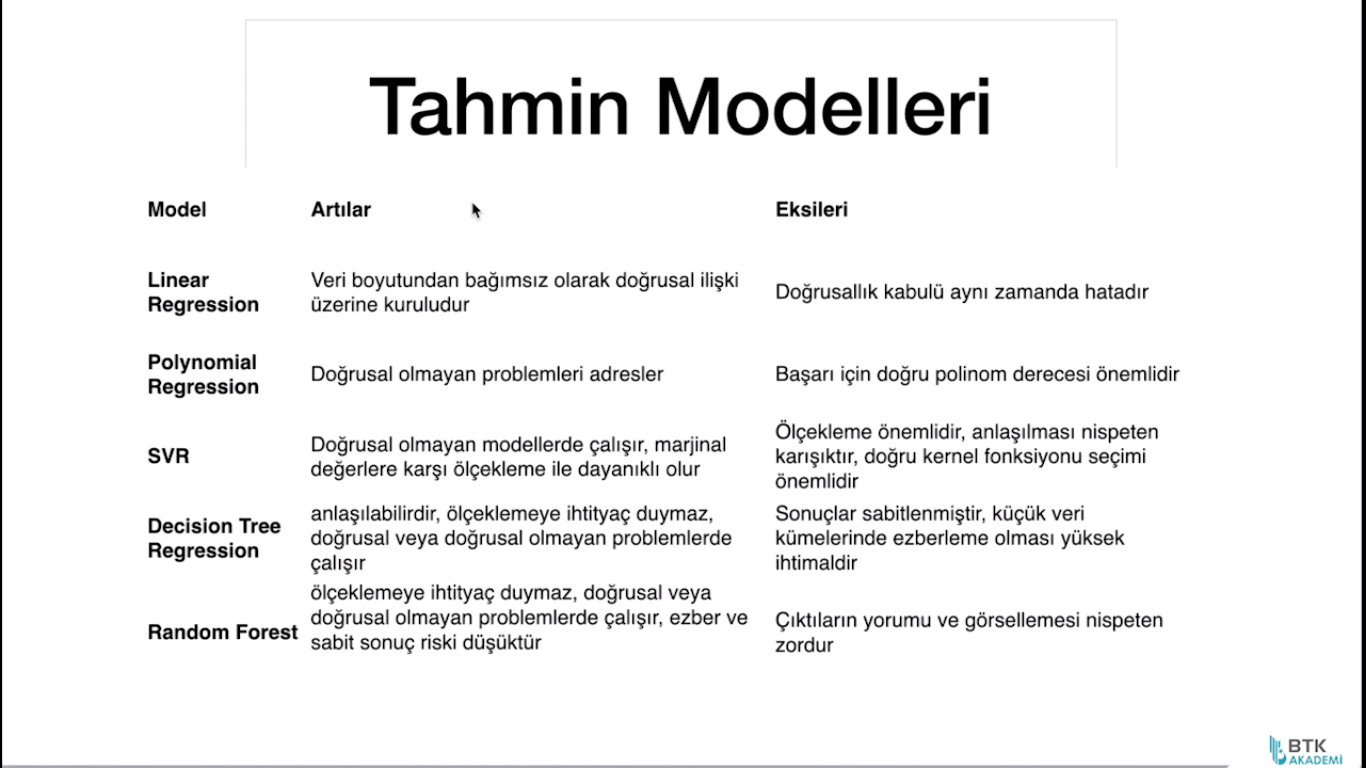 Tahmin Modelleri
Model
Artılar
Eksileri
Linear
Regression
Veri boyutundan bağımsız olarak doğrusal ilişki
üzerine kuruludur
Doğrusallık kabulü aynı zamanda hatadır
Polynomial
Regression
Doğrusal olmayan problemleri adresler
Başarı için doğru polinom derecesi önemlidir
SVR
Doğrusal olmayan modellerde çalışır, marjinal
değerlere karşı ölçekleme ile dayanıklı olur
Ölçekleme önemlidir, anlaşılması nispeten
karışıktır, doğru kernel fonksiyonu seçimi
önemlidir
Decision Tree
Regression
anlaşılabilirdir, ölçeklemeye ihtityaç duymaz,
doğrusal veya doğrusal olmayan problemlerde
çalışır
Sonuçlar sabitlenmiştir, küçük veri
kümelerinde ezberleme olması yüksek
ihtimaldir
Random Forest
ölçeklemeye ihtityaç duymaz, doğrusal veya
doğrusal olmayan problemlerde çalışır, ezber ve
sabit sonuç riski düşüktür
Çıktıların yorumu ve görsellemesi nispeten
zordur
BTK
AKADEMİ